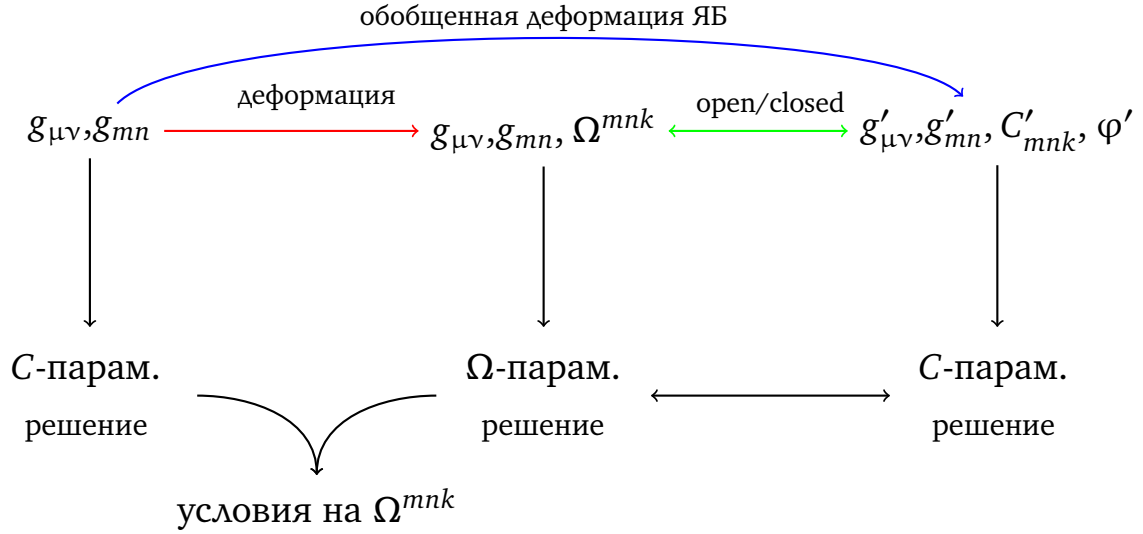 обобщенная деформация ЯБ
деформация
open/closed
g_{μν},g_{mn}
g_{μν},g_{mn}, Ω^{mnk}
g′_{μν},g′_{mn}, C′_{mnk}, φ′
C-парам.
решение
Ω-парам.
решение
C-парам.
решение
условия на Ω^{mnk}